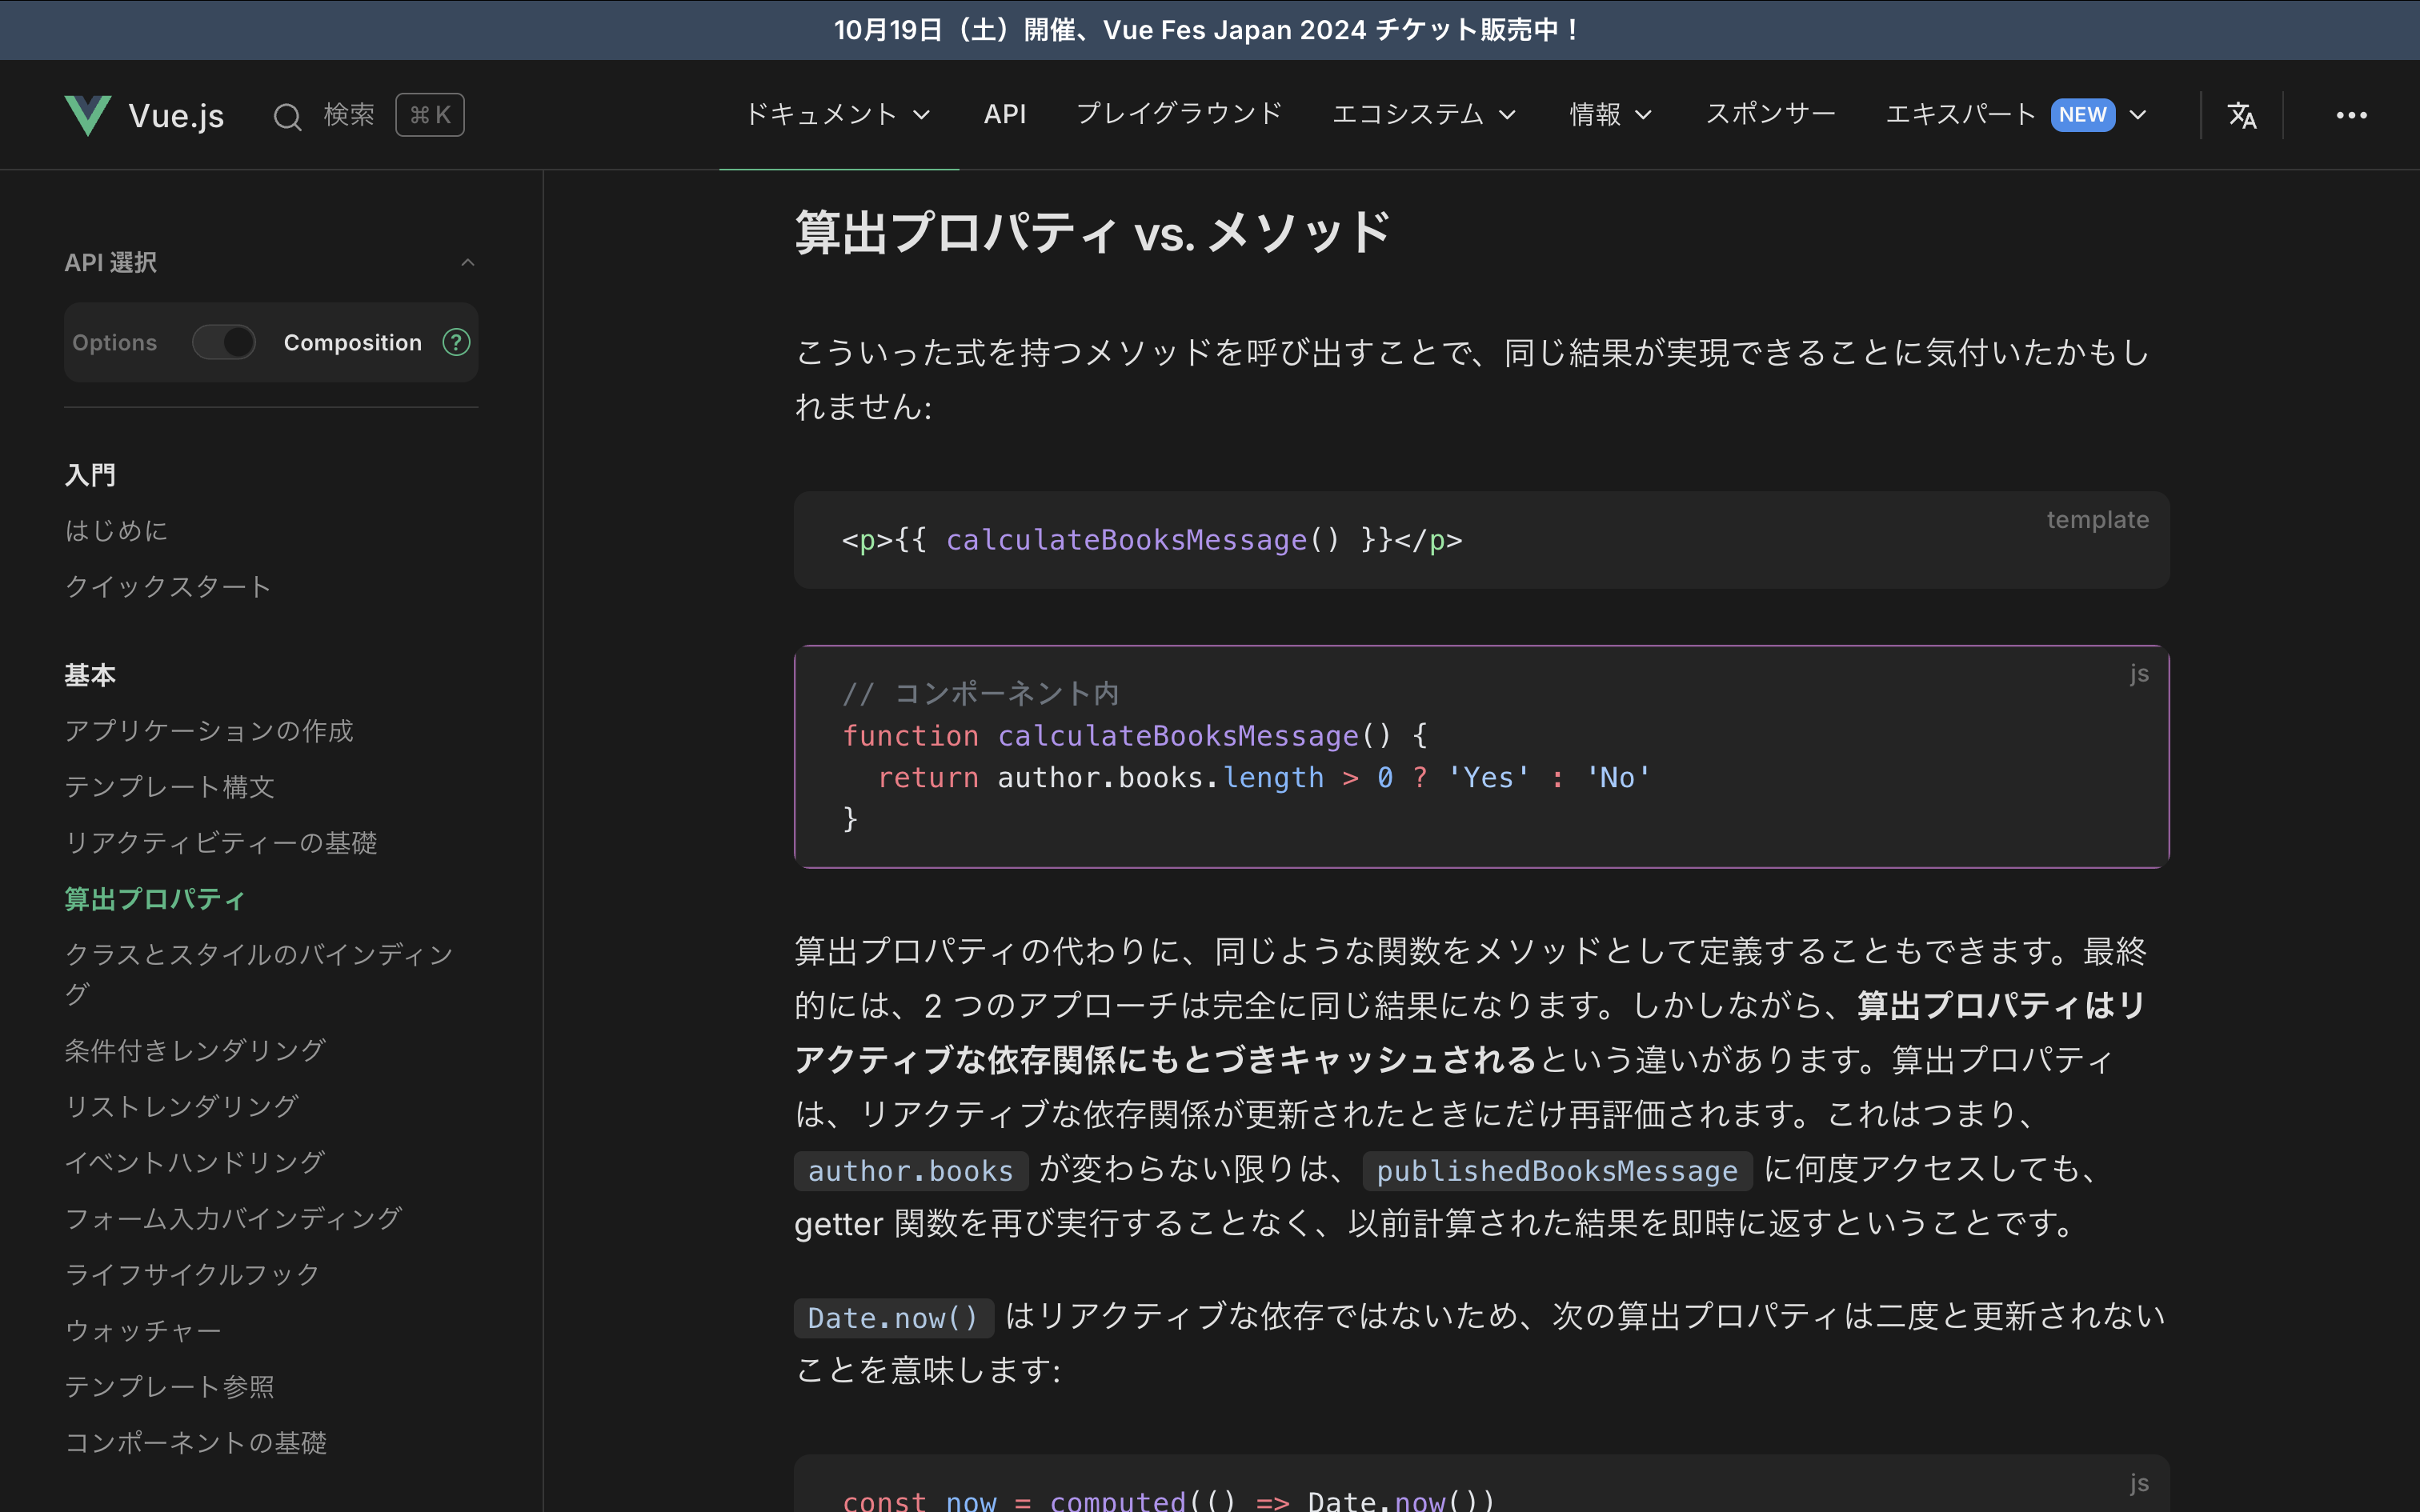 10月19日（土）開催、Vue Fes Japan 2024 チケット販売中！
Vue.js
検索
⌘ K
ドキュメント
API
プレイグラウンド
エコシステム
情報
スポンサー
エキスパート NEW
API 選択
Options
Composition
?
入門
はじめに
クイックスタート
基本
アプリケーションの作成
テンプレート構文
リアクティビティーの基礎
算出プロパティ
クラスとスタイルのバインディン
グ
条件付きレンダリング
リストレンダリング
イベントハンドリング
フォーム入力バインディング
ライフサイクルフック
ウォッチャー
テンプレート参照
コンポーネントの基礎
算出プロパティ vs. メソッド
こういった式を持つメソッドを呼び出すことで、同じ結果が実現できることに気付いたかもし
れません:
template
<p>{{ calculateBooksMessage() }}</p>
js
// コンポーネント内
function calculateBooksMessage() {
  return author.books.length > 0 ? 'Yes' : 'No'
}
算出プロパティの代わりに、同じような関数をメソッドとして定義することもできます。最終
的には、2 つのアプローチは完全に同じ結果になります。しかしながら、算出プロパティはリ
アクティブな依存関係にもとづきキャッシュされるという違いがあります。算出プロパティ
は、リアクティブな依存関係が更新されたときにだけ再評価されます。これはつまり、
author.books が変わらない限りは、 publishedBooksMessage に何度アクセスしても、
getter 関数を再び実行することなく、以前計算された結果を即時に返すということです。
Date.now() はリアクティブな依存ではないため、次の算出プロパティは二度と更新されない
ことを意味します:
js
const now = computed(() => Date.now())